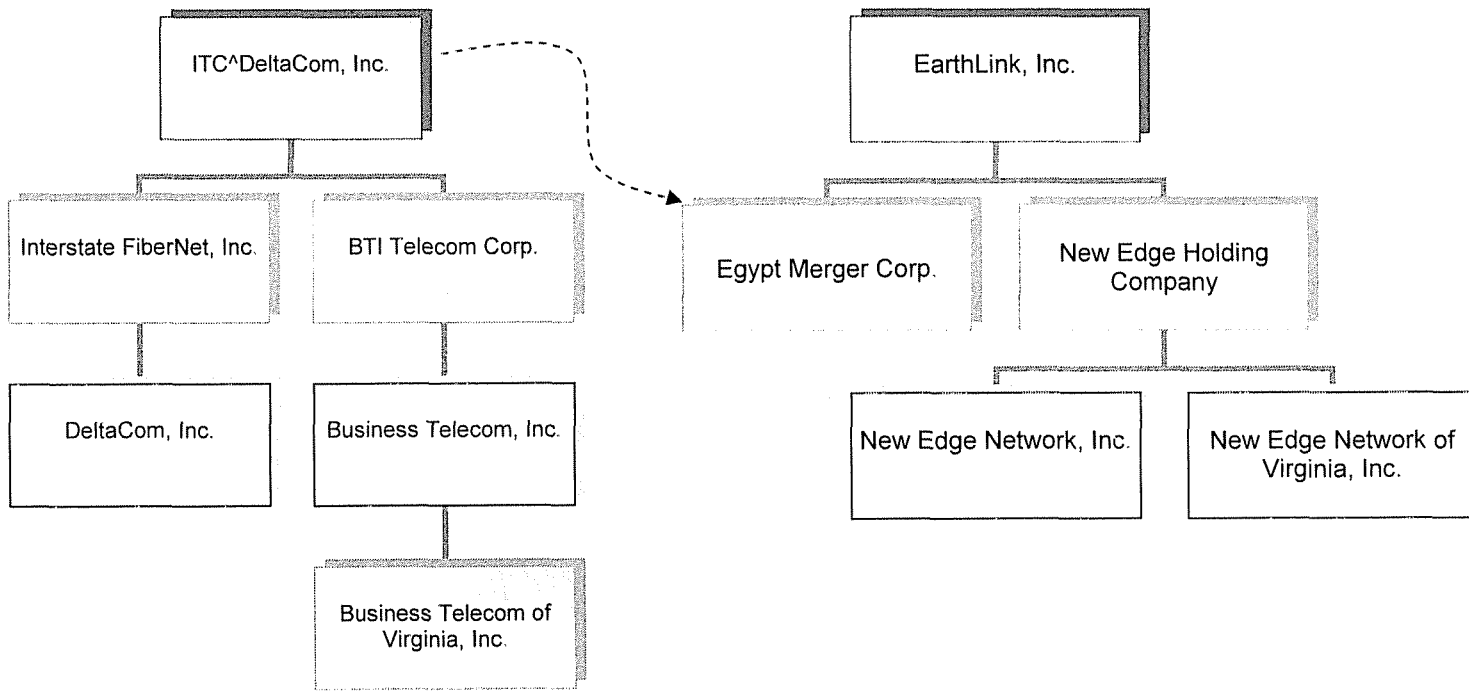 ITC^DeltaCom, Inc.
EarthLink, Inc.
Interstate FiberNet, Inc.
BTI Telecom Corp.
Egypt Merger Corp.
New Edge Holding
Company
DeltaCom, Inc.
Business Telecom, Inc.
New Edge Network, Inc.
New Edge Network of
Virginia, Inc.
Business Telecom of
Virginia, Inc.